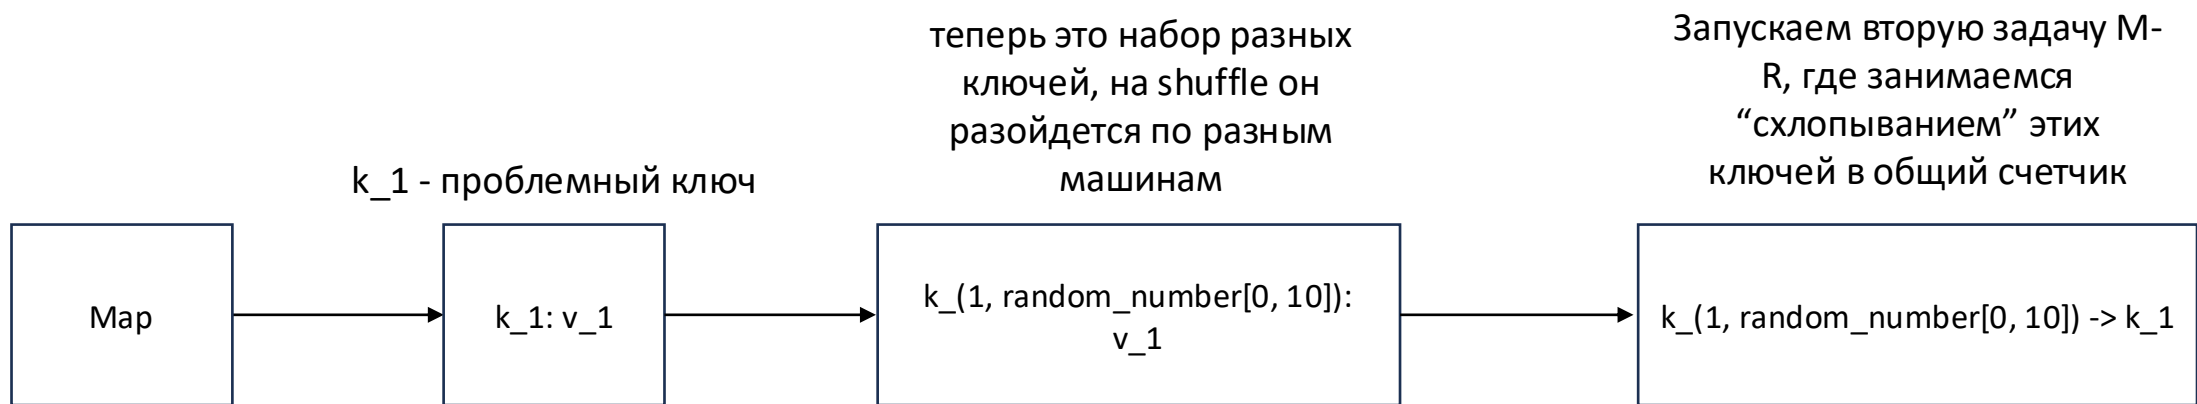 теперь это набор разных
ключей, на shuffle он
разойдется по разным
машинам
Запускаем вторую задачу M-
R, где занимаемся
“схлопыванием” этих
ключей в общий счетчик
k_1 - проблемный ключ
Map
k_1: v_1
k_(1, random_number[0, 10]):
v_1
k_(1, random_number[0, 10]) -> k_1